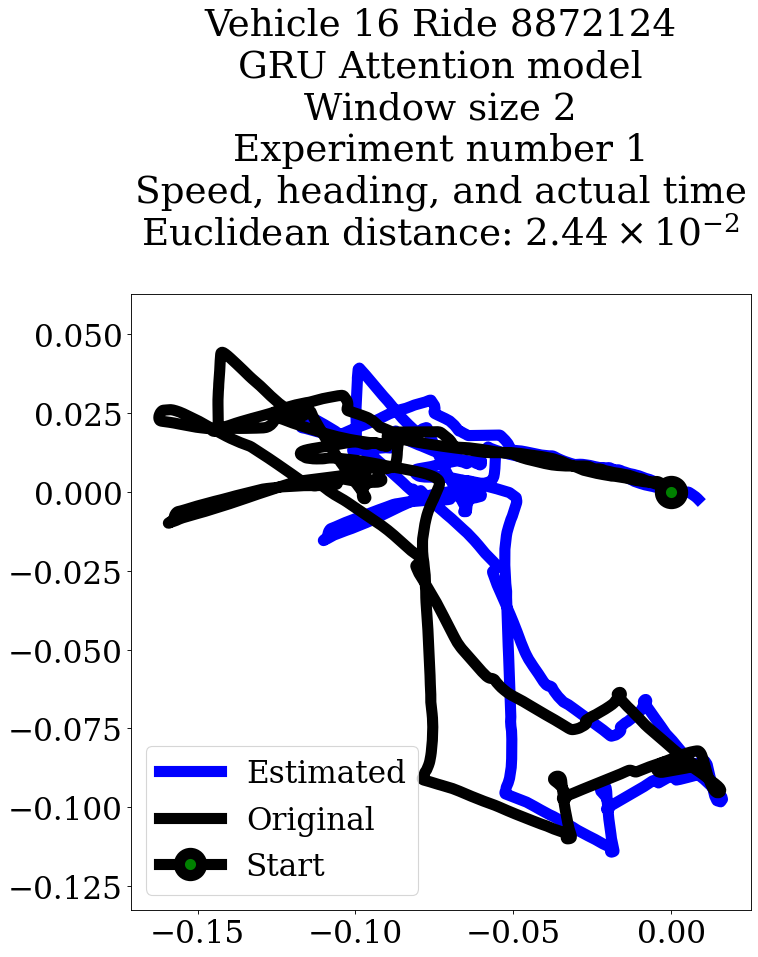 Vehicle 16 Ride 8872124
GRU Attention model
Window size 2
Experiment number 1
Speed, heading, and actual time
Euclidean distance: 2.44 × 10⁻²
0.050
0.025
0.000
−0.025
−0.050
−0.075
−0.100
−0.125
Estimated
Original
Start
−0.15 −0.10 −0.05 0.00